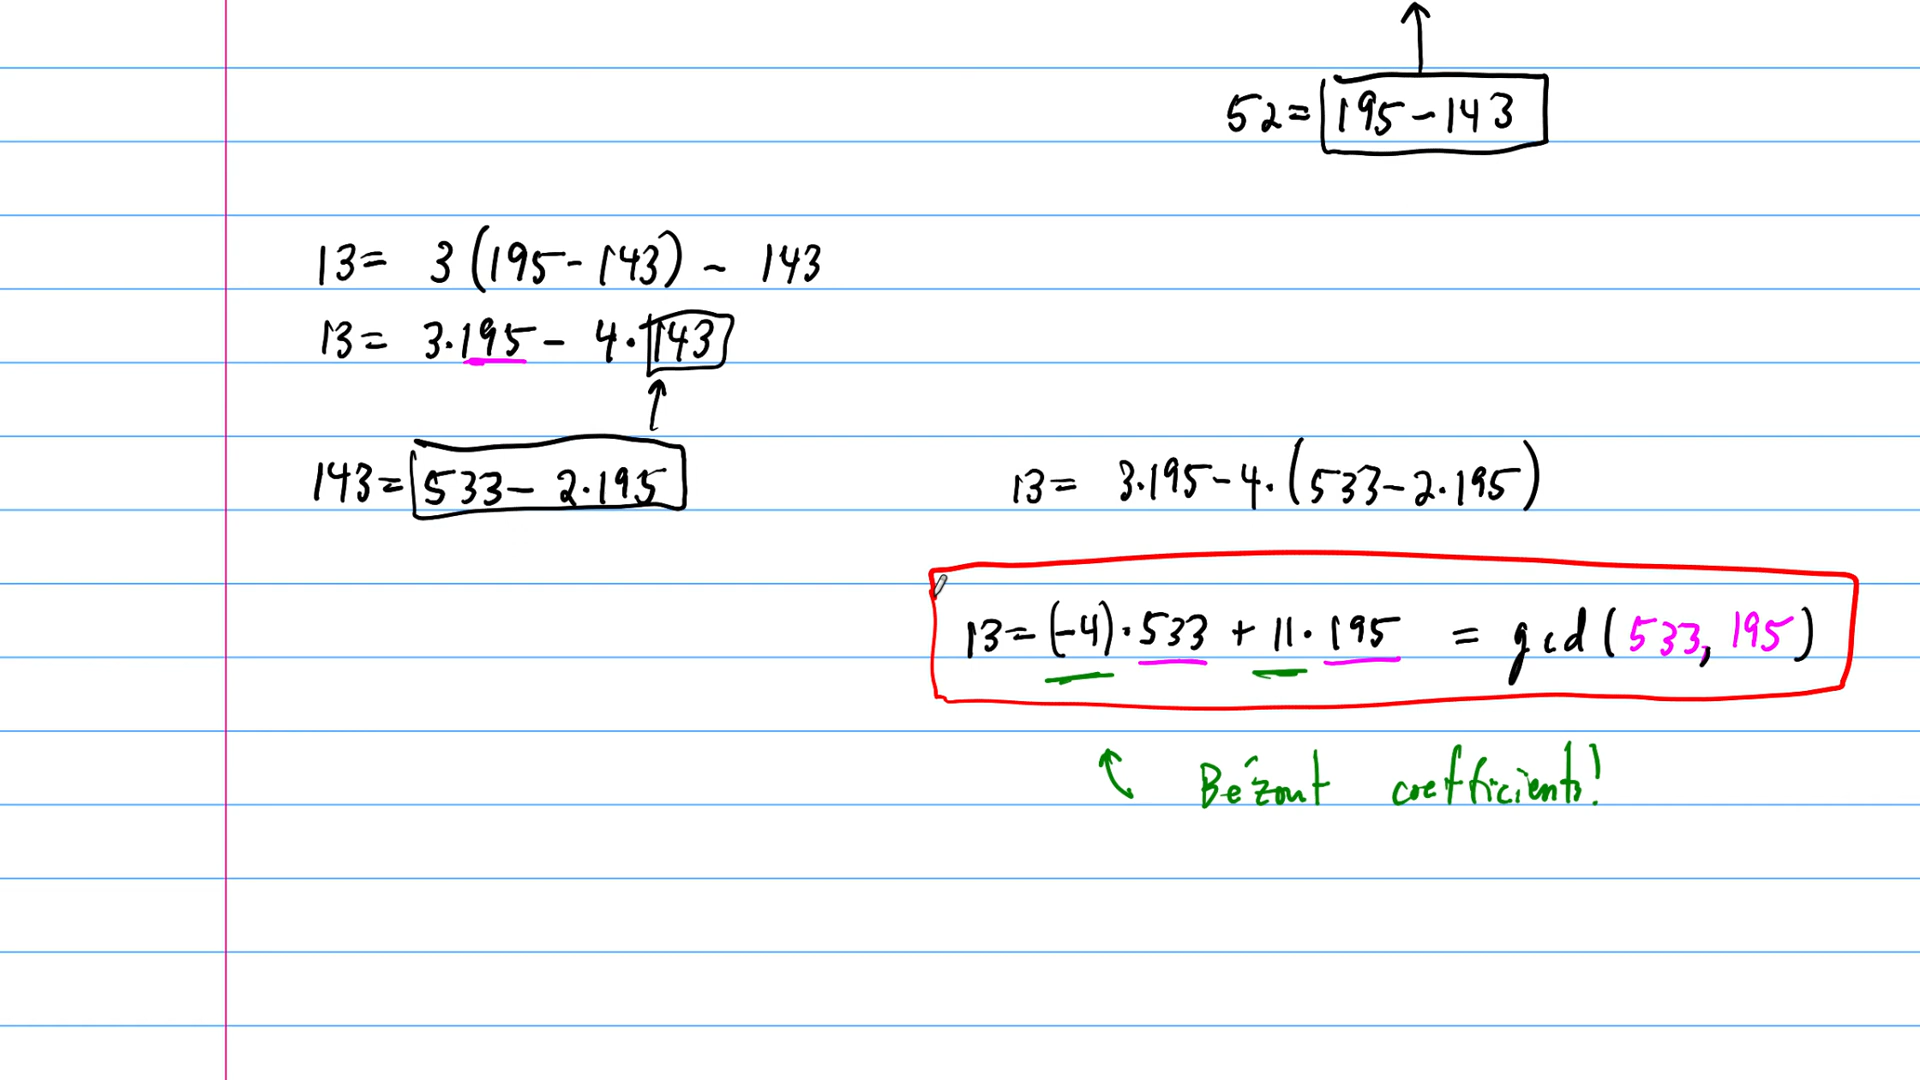 52 = 195 - 143
13 = 3(195 - 143) - 143
13 = 3·195 - 4·143
143 = 533 - 2·195
13 = 3·195 - 4·(533 - 2·195)
13 = (-4)·533 + 11·195 = gcd(533, 195)
Bézout coefficients!